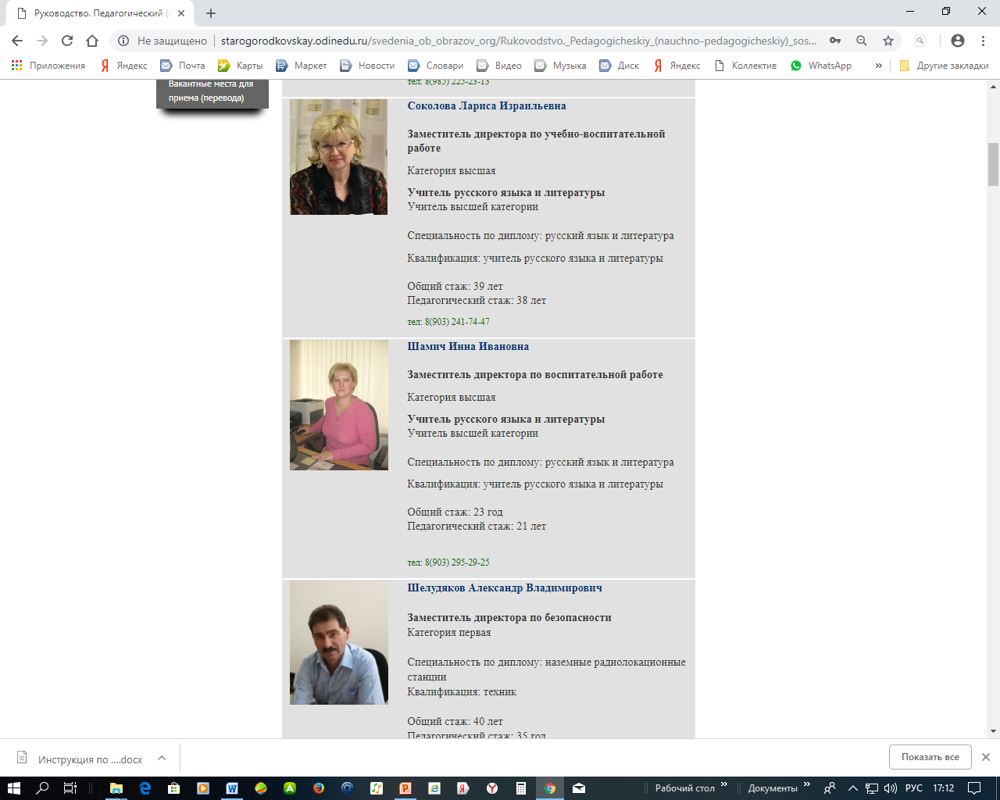 Руководство. Педагогический (
Не защищено
starogorodkovskay.odinedu.ru/svedenia_ob_obrazov_org/Rukovodstvo._Pedagogicheskiy_(nauchno-pedagogicheskiy)_sos...
Приложения Яндекс Почта Карты Маркет Новости Словари Видео Музыка Диск Яндекс Коллектив WhatsApp » Другие закладки
Вакантные места для
приема (перевода)
тел: 8(985) 225-23-13
Соколова Лариса Израильевна
Заместитель директора по учебно-воспитательной
работе
Категория высшая
Учитель русского языка и литературы
Учитель высшей категории
Специальность по диплому: русский язык и литература
Квалификация: учитель русского языка и литературы
Общий стаж: 39 лет
Педагогический стаж: 38 лет
тел: 8(903) 241-74-47
Шамич Инна Ивановна
Заместитель директора по воспитательной работе
Категория высшая
Учитель русского языка и литературы
Учитель высшей категории
Специальность по диплому: русский язык и литература
Квалификация: учитель русского языка и литературы
Общий стаж: 23 год
Педагогический стаж: 21 лет
тел: 8(903) 295-29-25
Шелудяков Александр Владимирович
Заместитель директора по безопасности
Категория первая
Специальность по диплому: наземные радиолокационные
станции
Квалификация: техник
Общий стаж: 40 лет
Педагогический стаж: 35 год
Инструкция по ....docx
Показать все
Рабочий стол » Документы » РУС 17:12